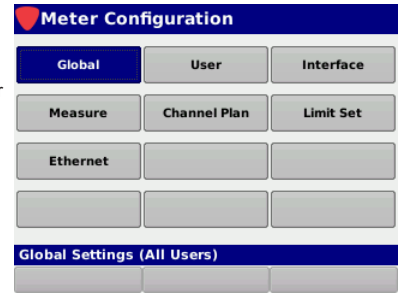 Meter Configuration
Global User Interface
Measure Channel Plan Limit Set
Ethernet
Global Settings (All Users)